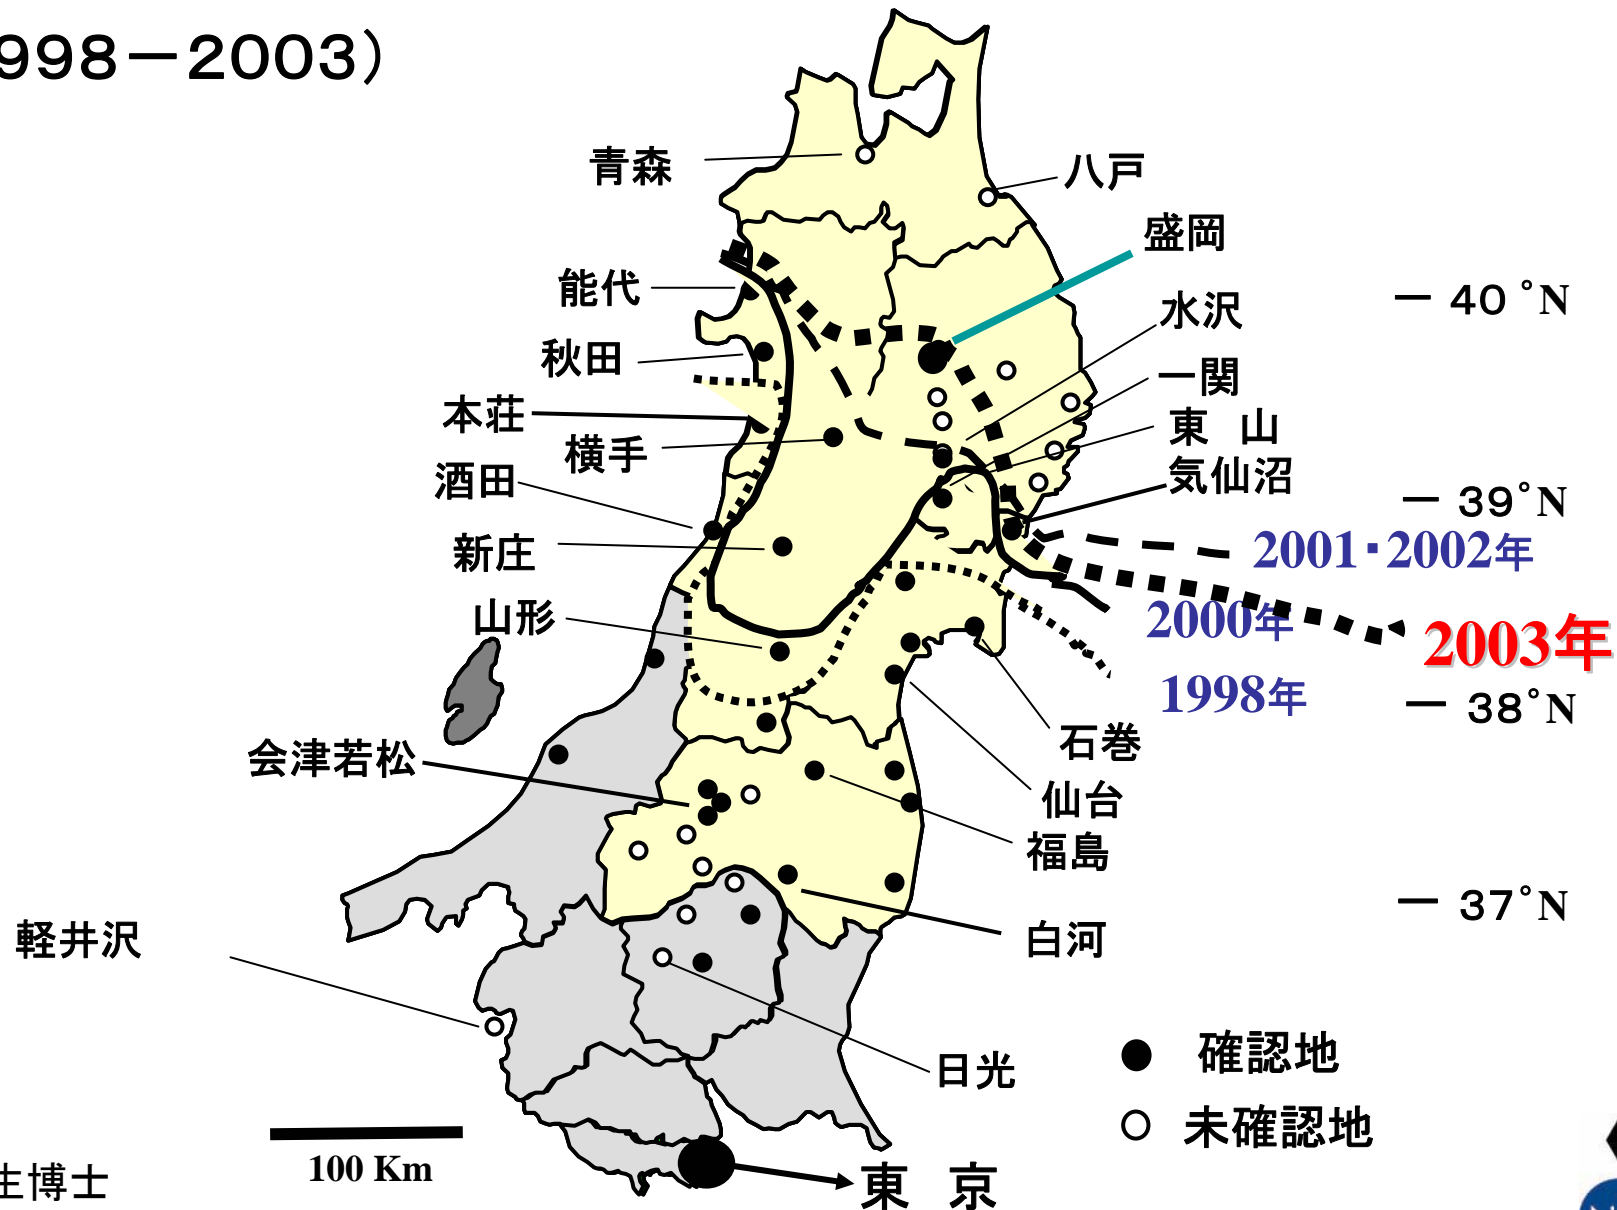 998－2003）
青森
八戸
盛岡
能代
水沢
40 °N
秋田
一関
本荘
東 山
横手
気仙沼
酒田
39°N
新庄
2001・2002年
山形
2000年
2003年
1998年
38°N
石巻
会津若松
仙台
福島
37°N
軽井沢
白河
日光
確認地
未確認地
100 Km
生博士
東 京